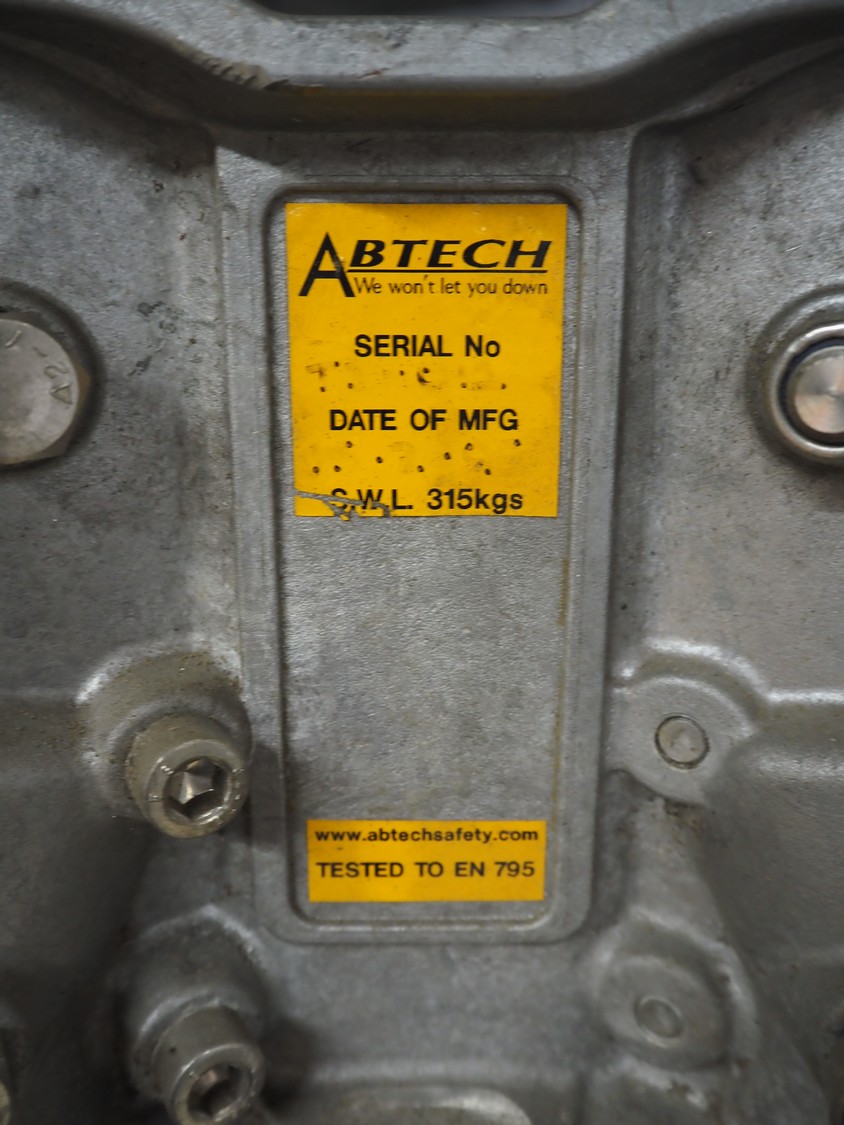 ABTECH
We won't let you down
SERIAL No
DATE OF MFG
S.W.L. 315kgs
www.abtechsafety.com
TESTED TO EN 795